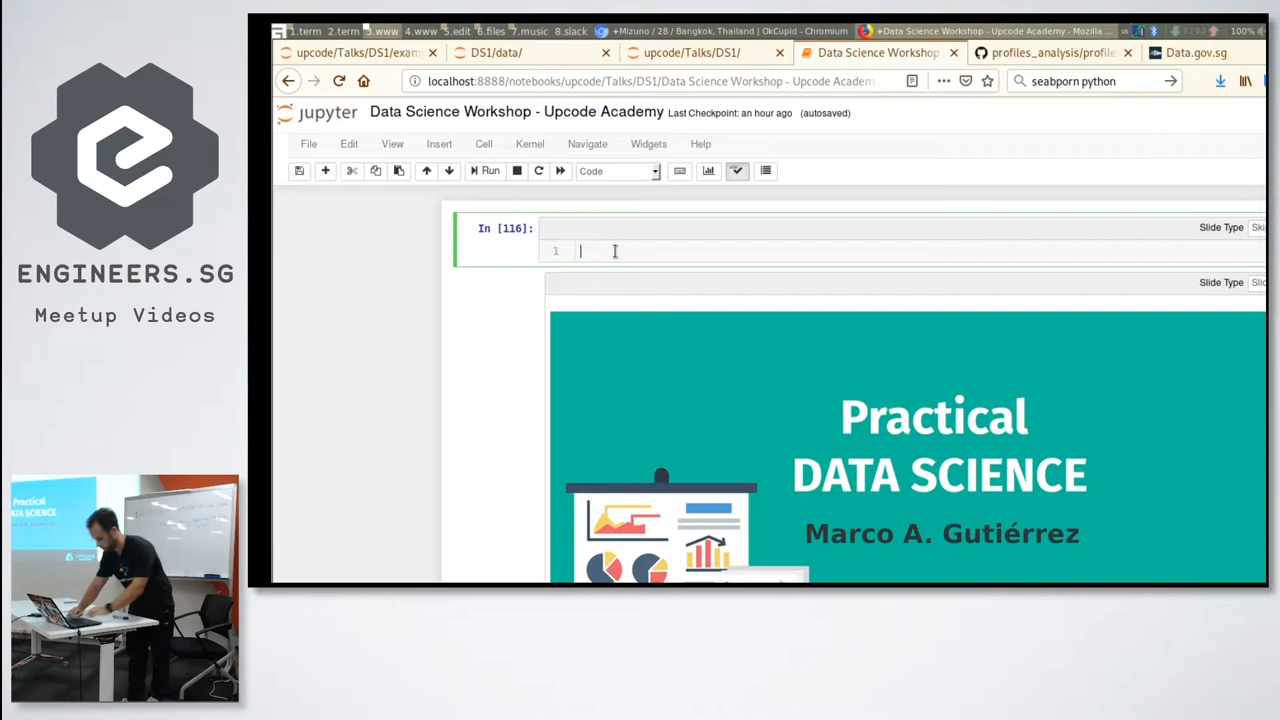 ENGINEERS.SG
Meetup Videos
1.term 2.term 3.www 4.www 5.edit 6.files 7.music 8.slack +Mizuno / 28 / Bangkok, Thailand | OkCupid - Chromium +Data Science Workshop - Upcode Academy - Mozilla ... 100%
upcode/Talks/DS1/exam DS1/data/ upcode/Talks/DS1/ Data Science Workshop profiles_analysis/profile Data.gov.sg
localhost:8888/notebooks/upcode/Talks/DS1/Data Science Workshop - Upcode Academ seabporn python
jupyter Data Science Workshop - Upcode Academy Last Checkpoint: an hour ago (autosaved)
File Edit View Insert Cell Kernel Navigate Widgets Help
Run Code
In [116]: Slide Type Ski
1
Slide Type Slid
Practical
DATA SCIENCE
Marco A. Gutiérrez
Practical
DATA SCIENCE